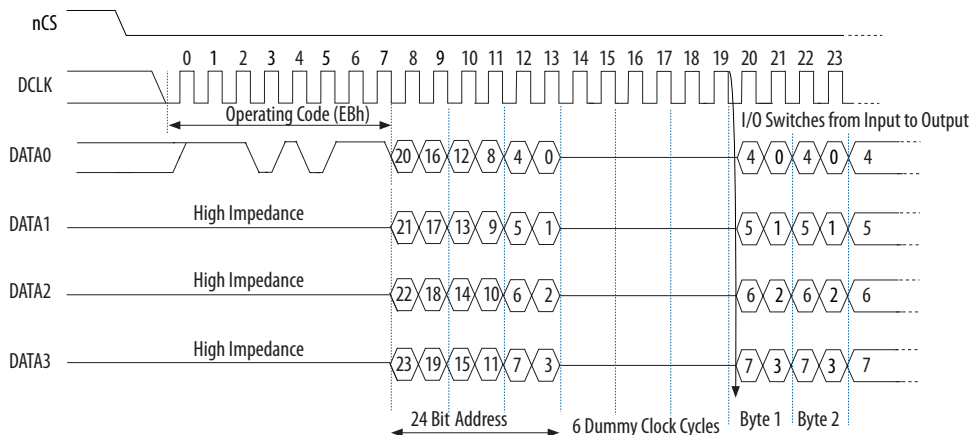 nCS
0 1 2 3 4 5 6 7 8 9 10 11 12 13 14 15 16 17 18 19 20 21 22 23
DCLK
Operating Code (EBh)
I/O Switches from Input to Output
DATA0 20 16 12 8 4 0 4 0 4 0 4
DATA1 High Impedance 21 17 13 9 5 1 5 1 5 1 5
DATA2 High Impedance 22 18 14 10 6 2 6 2 6 2 6
DATA3 High Impedance 23 19 15 11 7 3 7 3 7 3 7
24 Bit Address 6 Dummy Clock Cycles Byte 1 Byte 2